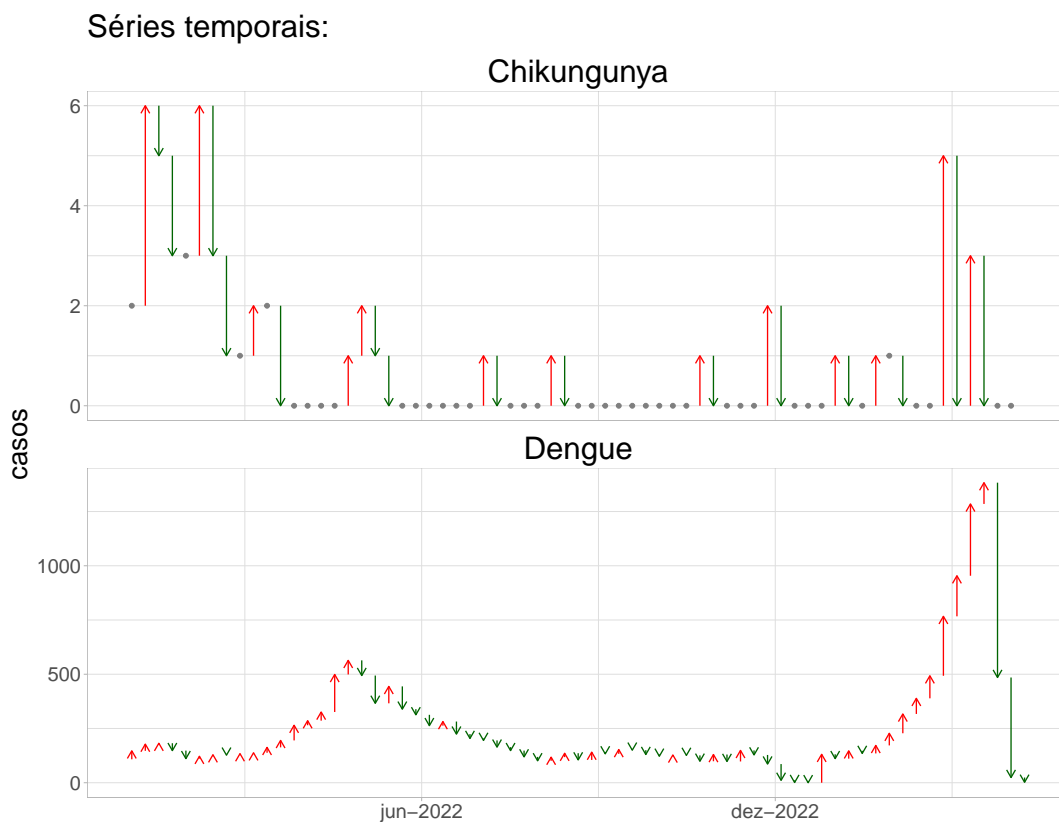 Séries temporais:
Chikungunya
6
4
2
0
casos
Dengue
1000
500
0
jun−2022
dez−2022